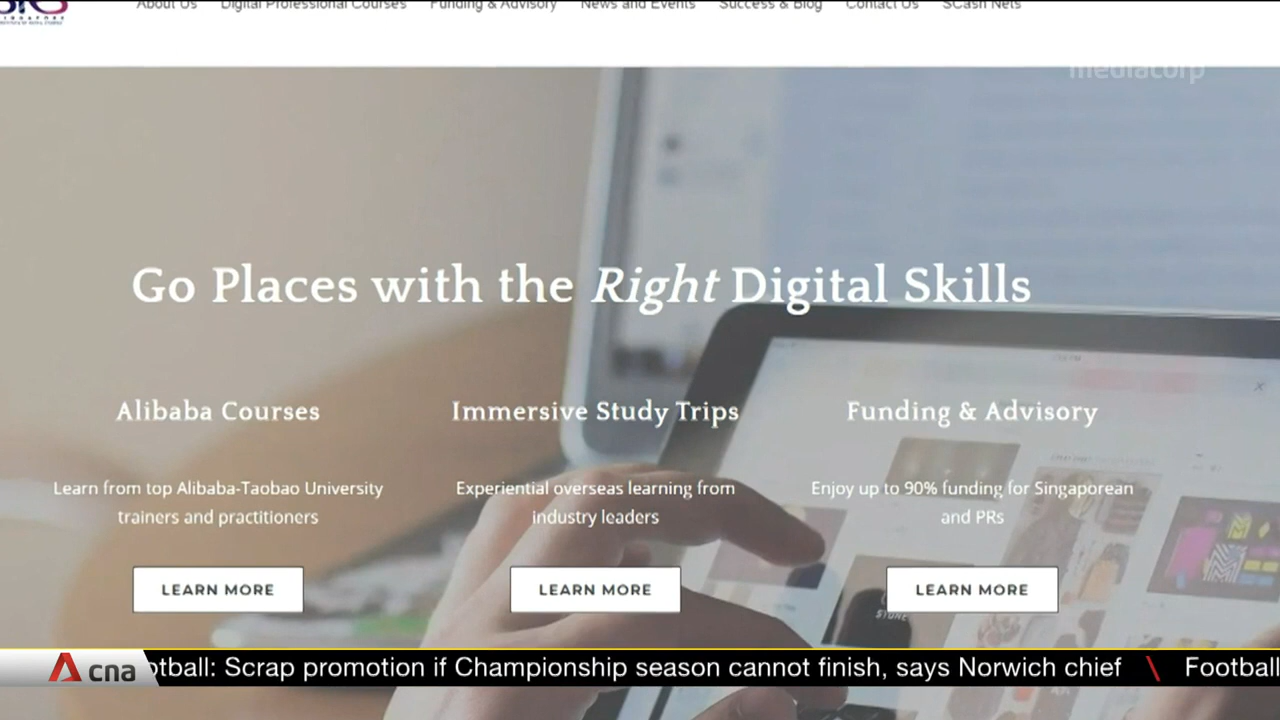 About Us Digital Professional Courses Funding & Advisory News and Events Success & Blog Contact Us SCash Nets
mediacorp
Go Places with the Right Digital Skills
Alibaba Courses Immersive Study Trips Funding & Advisory
Learn from top Alibaba-Taobao University Experiential overseas learning from Enjoy up to 90% funding for Singaporean
trainers and practitioners industry leaders and PRs
LEARN MORE LEARN MORE LEARN MORE
cna otball: Scrap promotion if Championship season cannot finish, says Norwich chief \ Football